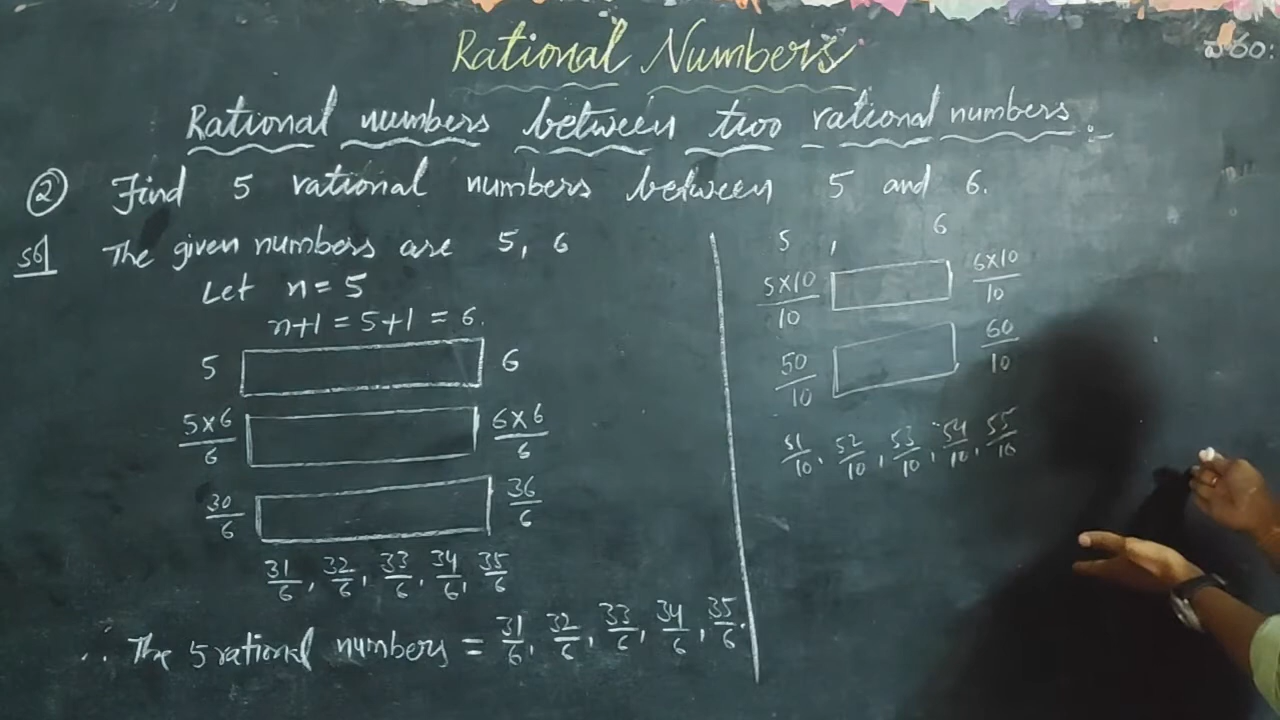 Rational Numbers
పాఠం:
Rational numbers between two rational numbers :-
② Find 5 rational numbers between 5 and 6.
Sol The given numbers are 5, 6
Let n = 5
n+1 = 5+1 = 6.
5 6
5×6/6 6×6/6
30/6 36/6
31/6, 32/6, 33/6, 34/6, 35/6
∴ The 5 rational numbers = 31/6, 32/6, 33/6, 34/6, 35/6.
5 , 6
5×10/10 6×10/10
50/10 60/10
51/10, 52/10, 53/10, 54/10, 55/10